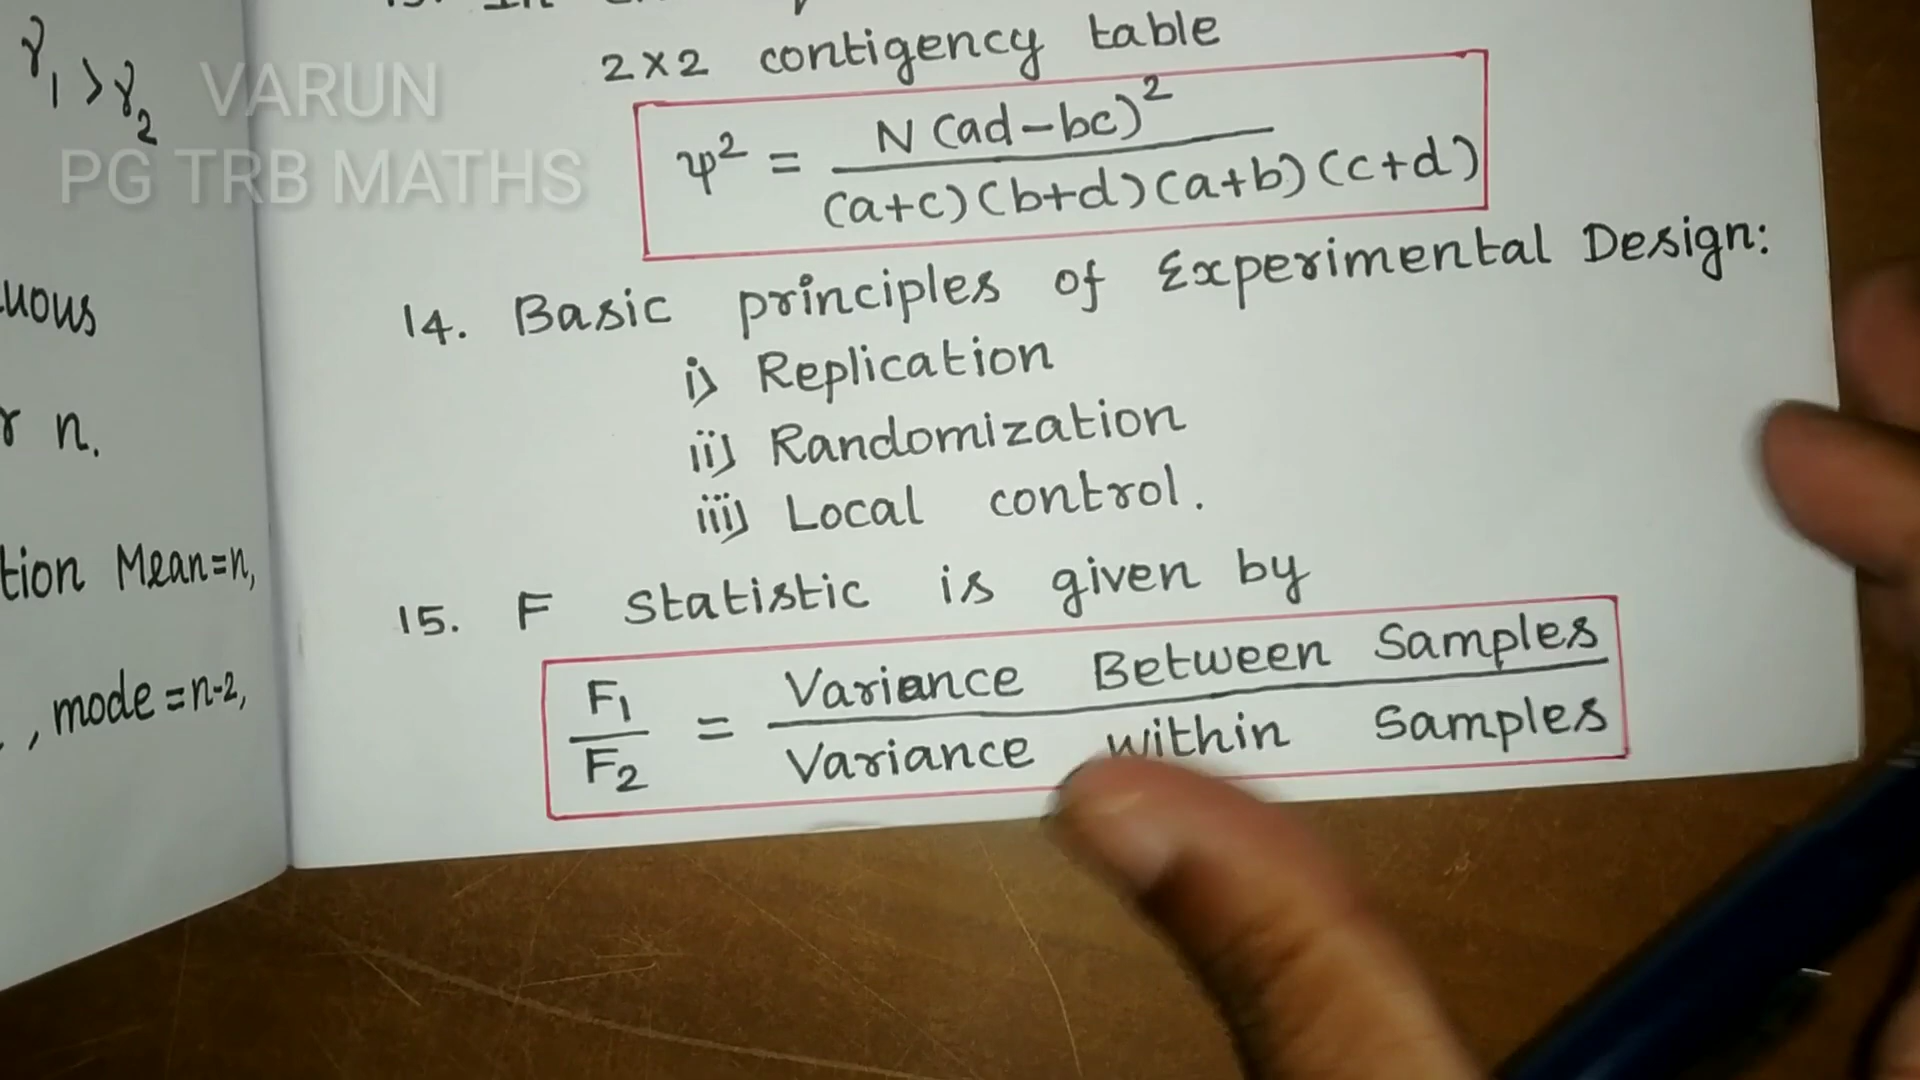 γ₁ > γ₂
uous
n.
tion Mean=n,
, mode = n-2,
VARUN
PG TRB MATHS
2×2 contigency table
ψ² = N(ad-bc)² / (a+c)(b+d)(a+b)(c+d)
14. Basic principles of Experimental Design:
i) Replication
ii) Randomization
iii) Local control.
15. F Statistic is given by
F₁/F₂ = Variance Between Samples / Variance within Samples